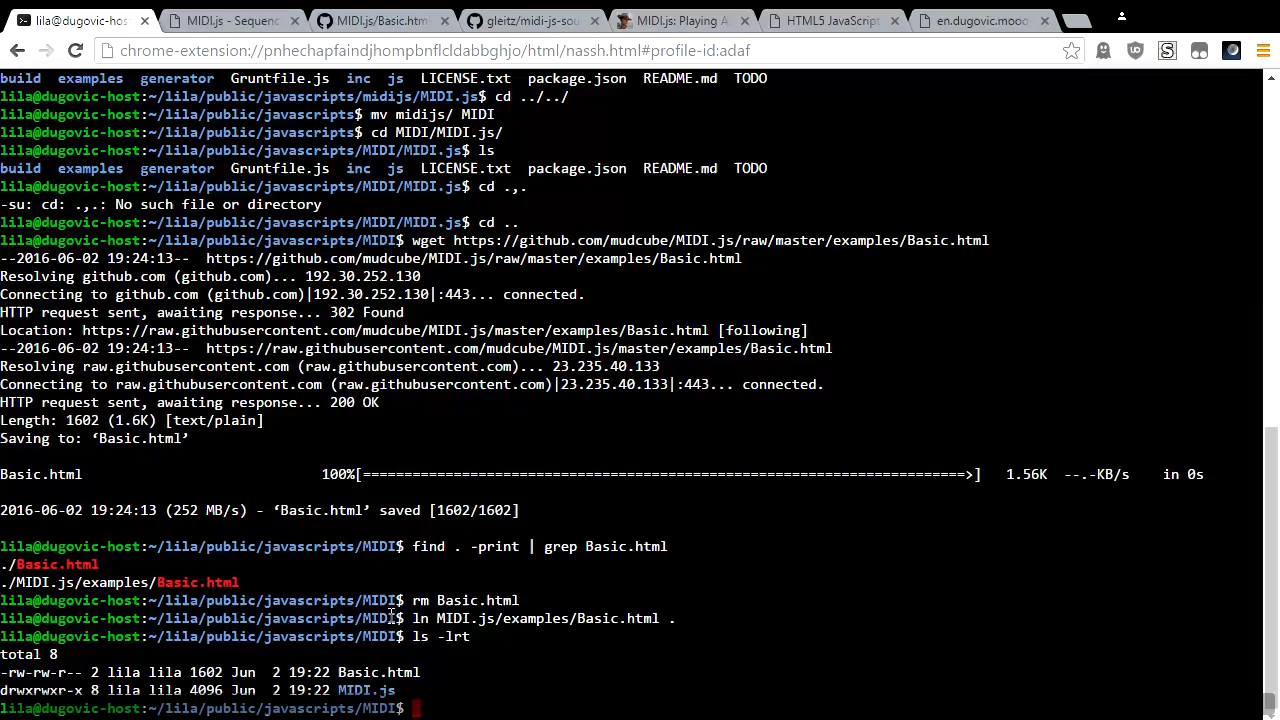 lila@dugovic-host:~
MIDI.js - Sequenc
MIDI.js/Basic.htm
gleitz/midi-js-sou
MIDI.js: Playing A
HTML5 JavaScript
en.dugovic.mooo
chrome-extension://pnhechapfaindjhompbnflcldabbghjo/html/nassh.html#profile-id:adaf
build examples generator Gruntfile.js inc js LICENSE.txt package.json README.md TODO
lila@dugovic-host:~/lila/public/javascripts/midijs/MIDI.js$ cd ../../
lila@dugovic-host:~/lila/public/javascripts$ mv midijs/ MIDI
lila@dugovic-host:~/lila/public/javascripts$ cd MIDI/MIDI.js/
lila@dugovic-host:~/lila/public/javascripts/MIDI/MIDI.js$ ls
build examples generator Gruntfile.js inc js LICENSE.txt package.json README.md TODO
lila@dugovic-host:~/lila/public/javascripts/MIDI/MIDI.js$ cd .,.
-su: cd: .,.: No such file or directory
lila@dugovic-host:~/lila/public/javascripts/MIDI/MIDI.js$ cd ..
lila@dugovic-host:~/lila/public/javascripts/MIDI$ wget https://github.com/mudcube/MIDI.js/raw/master/examples/Basic.html
--2016-06-02 19:24:13-- https://github.com/mudcube/MIDI.js/raw/master/examples/Basic.html
Resolving github.com (github.com)... 192.30.252.130
Connecting to github.com (github.com)|192.30.252.130|:443... connected.
HTTP request sent, awaiting response... 302 Found
Location: https://raw.githubusercontent.com/mudcube/MIDI.js/master/examples/Basic.html [following]
--2016-06-02 19:24:13-- https://raw.githubusercontent.com/mudcube/MIDI.js/master/examples/Basic.html
Resolving raw.githubusercontent.com (raw.githubusercontent.com)... 23.235.40.133
Connecting to raw.githubusercontent.com (raw.githubusercontent.com)|23.235.40.133|:443... connected.
HTTP request sent, awaiting response... 200 OK
Length: 1602 (1.6K) [text/plain]
Saving to: ‘Basic.html’
Basic.html 100%[===========================================================================>] 1.56K --.-KB/s in 0s
2016-06-02 19:24:13 (252 MB/s) - ‘Basic.html’ saved [1602/1602]
lila@dugovic-host:~/lila/public/javascripts/MIDI$ find . -print | grep Basic.html
./Basic.html
./MIDI.js/examples/Basic.html
lila@dugovic-host:~/lila/public/javascripts/MIDI$ rm Basic.html
lila@dugovic-host:~/lila/public/javascripts/MIDI$ ln MIDI.js/examples/Basic.html .
lila@dugovic-host:~/lila/public/javascripts/MIDI$ ls -lrt
total 8
-rw-rw-r-- 2 lila lila 1602 Jun 2 19:22 Basic.html
drwxrwxr-x 8 lila lila 4096 Jun 2 19:22 MIDI.js
lila@dugovic-host:~/lila/public/javascripts/MIDI$